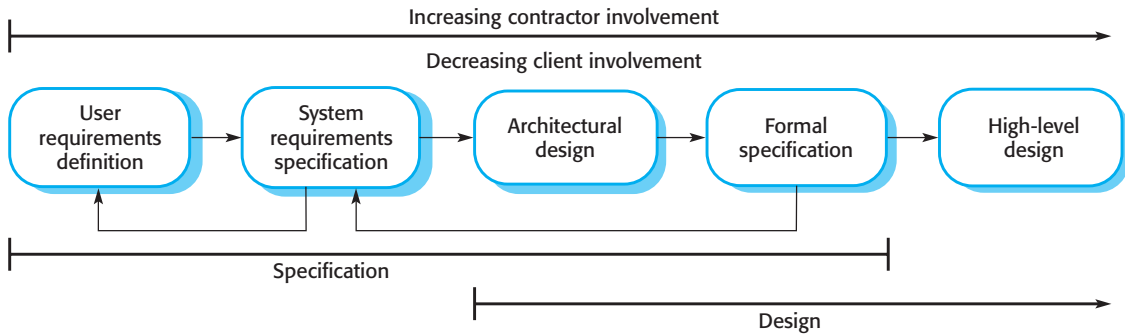 Increasing contractor involvement
Decreasing client involvement
User
requirements
definition
System
requirements
specification
Architectural
design
Formal
specification
High-level
design
Specification
Design